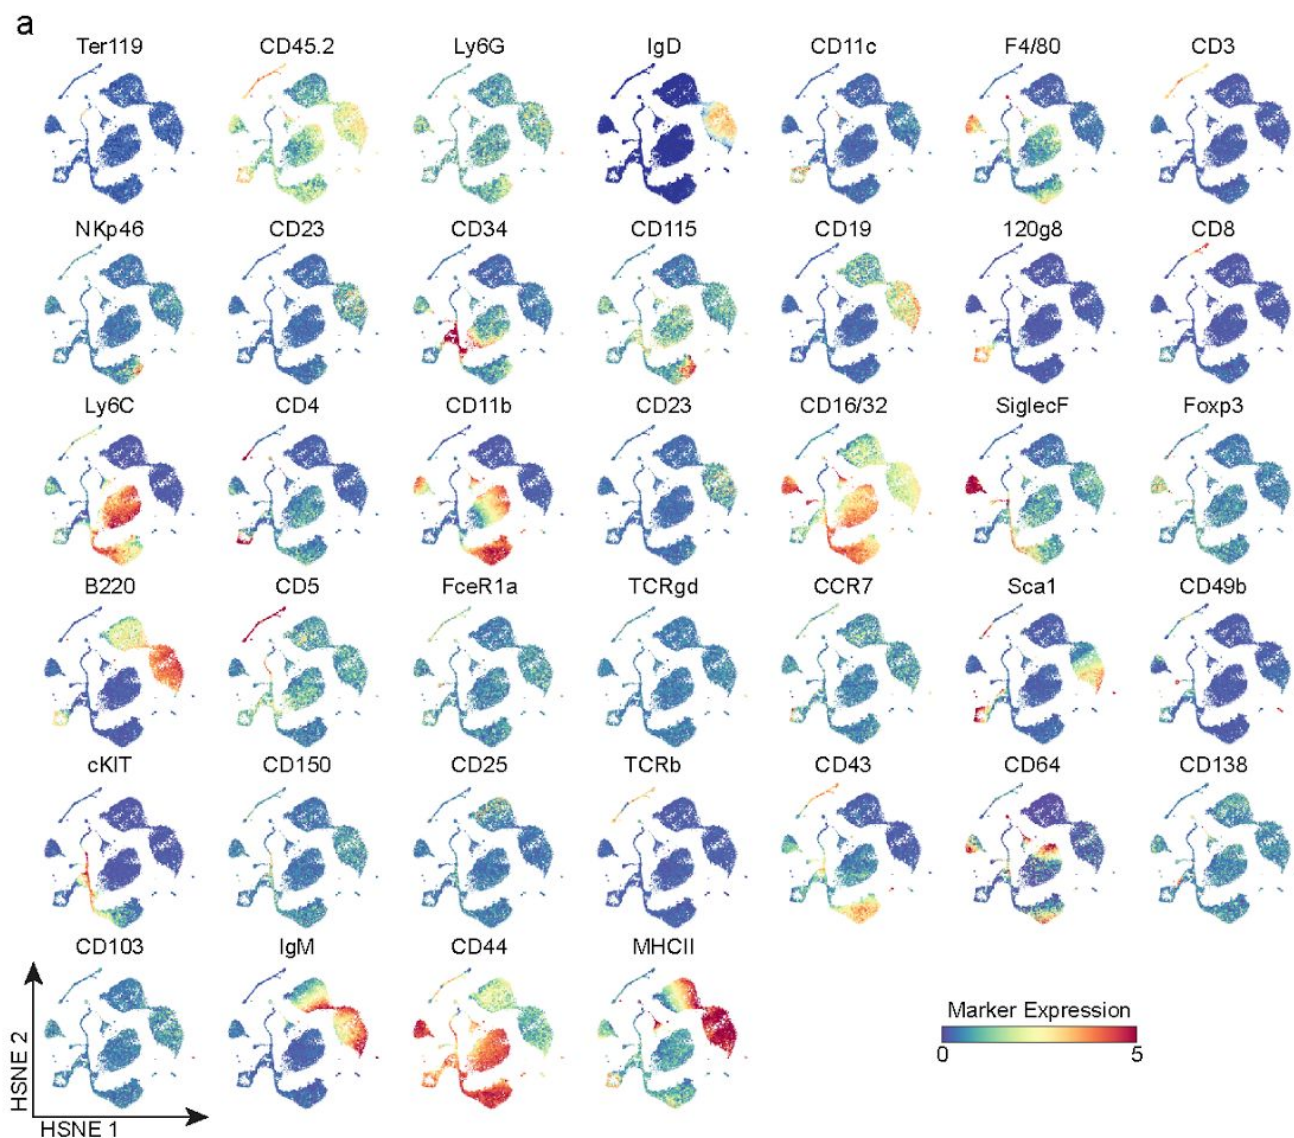 a
Ter119 CD45.2 Ly6G IgD CD11c F4/80 CD3
NKp46 CD23 CD34 CD115 CD19 120g8 CD8
Ly6C CD4 CD11b CD23 CD16/32 SiglecF Foxp3
B220 CD5 FceR1a TCRgd CCR7 Sca1 CD49b
cKIT CD150 CD25 TCRb CD43 CD64 CD138
CD103 IgM CD44 MHCII
Marker Expression
0 5
HSNE 2
HSNE 1